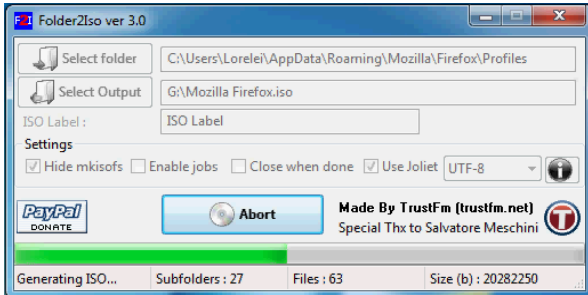 F2I Folder2Iso ver 3.0
Select folder C:\Users\Lorelei\AppData\Roaming\Mozilla\Firefox\Profiles
Select Output G:\Mozilla Firefox.iso
ISO Label : ISO Label
Settings
Hide mkisofs Enable jobs Close when done Use Joliet UTF-8
PayPal
DONATE
Abort
Made By TrustFm (trustfm.net)
Special Thx to Salvatore Meschini
Generating ISO... Subfolders : 27 Files : 63 Size (b) : 20282250